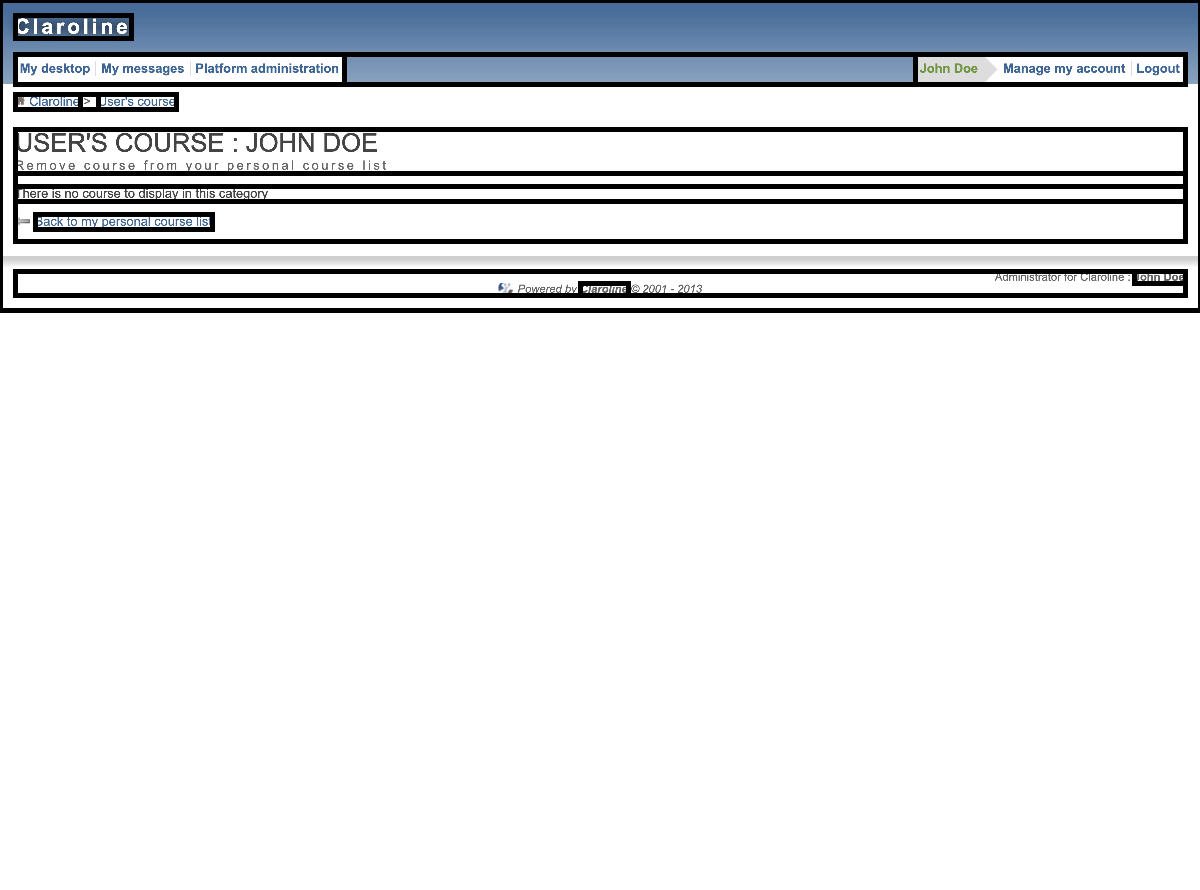 Claroline
My desktop My messages Platform administration John Doe Manage my account Logout
Claroline > User's course
USER'S COURSE : JOHN DOE
Remove course from your personal course list
There is no course to display in this category
Back to my personal course list
Administrator for Claroline : John Doe
Powered by Claroline © 2001 - 2013